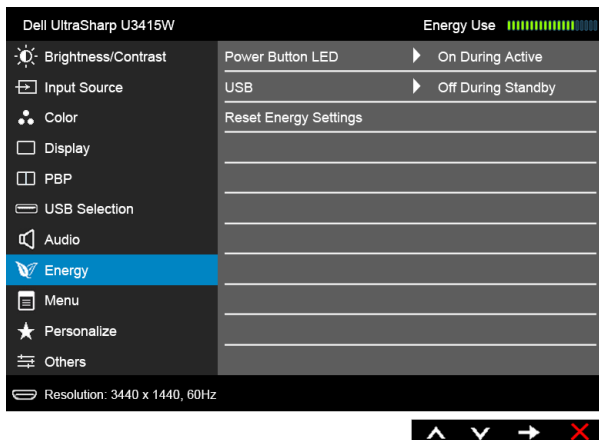 Dell UltraSharp U3415W
Energy Use
Brightness/Contrast
Power Button LED
On During Active
Input Source
USB
Off During Standby
Color
Reset Energy Settings
Display
PBP
USB Selection
Audio
Energy
Menu
Personalize
Others
Resolution: 3440 x 1440, 60Hz